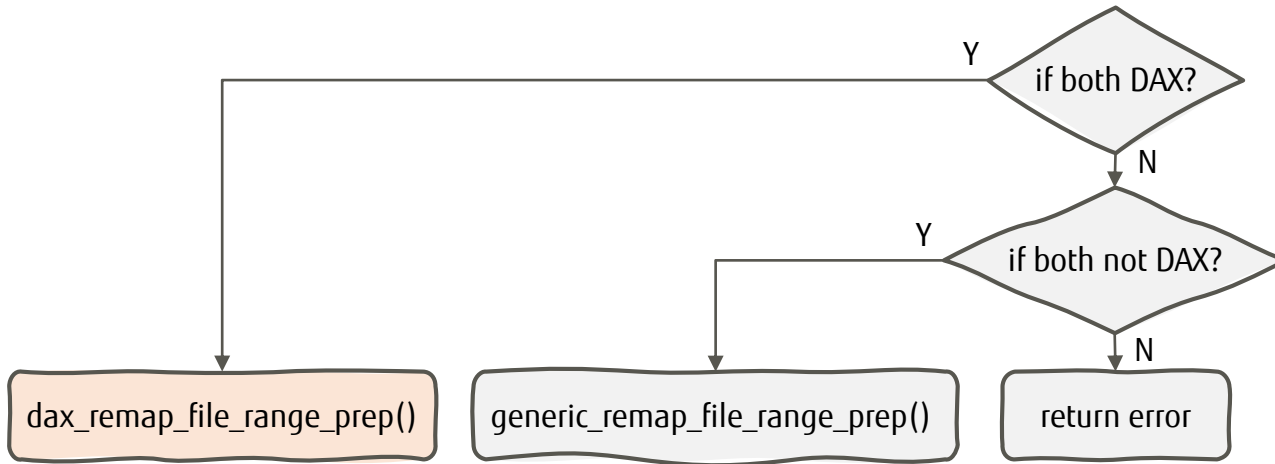 Y
if both DAX?
N
Y
if both not DAX?
N
dax_remap_file_range_prep()
generic_remap_file_range_prep()
return error